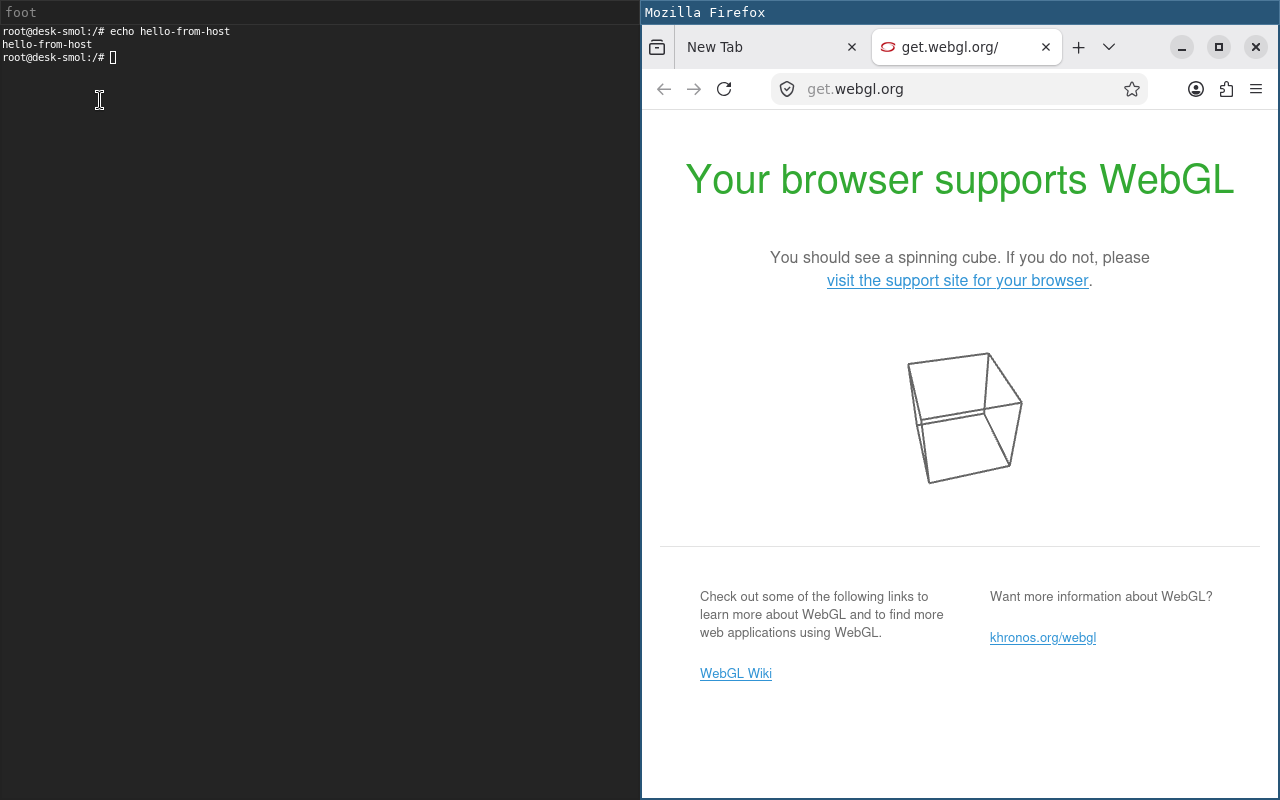 foot
root@desk-smol:/# echo hello-from-host
hello-from-host
root@desk-smol:/#
Mozilla Firefox
New Tab
get.webgl.org/
get.webgl.org
Your browser supports WebGL
You should see a spinning cube. If you do not, please
visit the support site for your browser.
Check out some of the following links to
learn more about WebGL and to find more
web applications using WebGL.
WebGL Wiki
Want more information about WebGL?
khronos.org/webgl